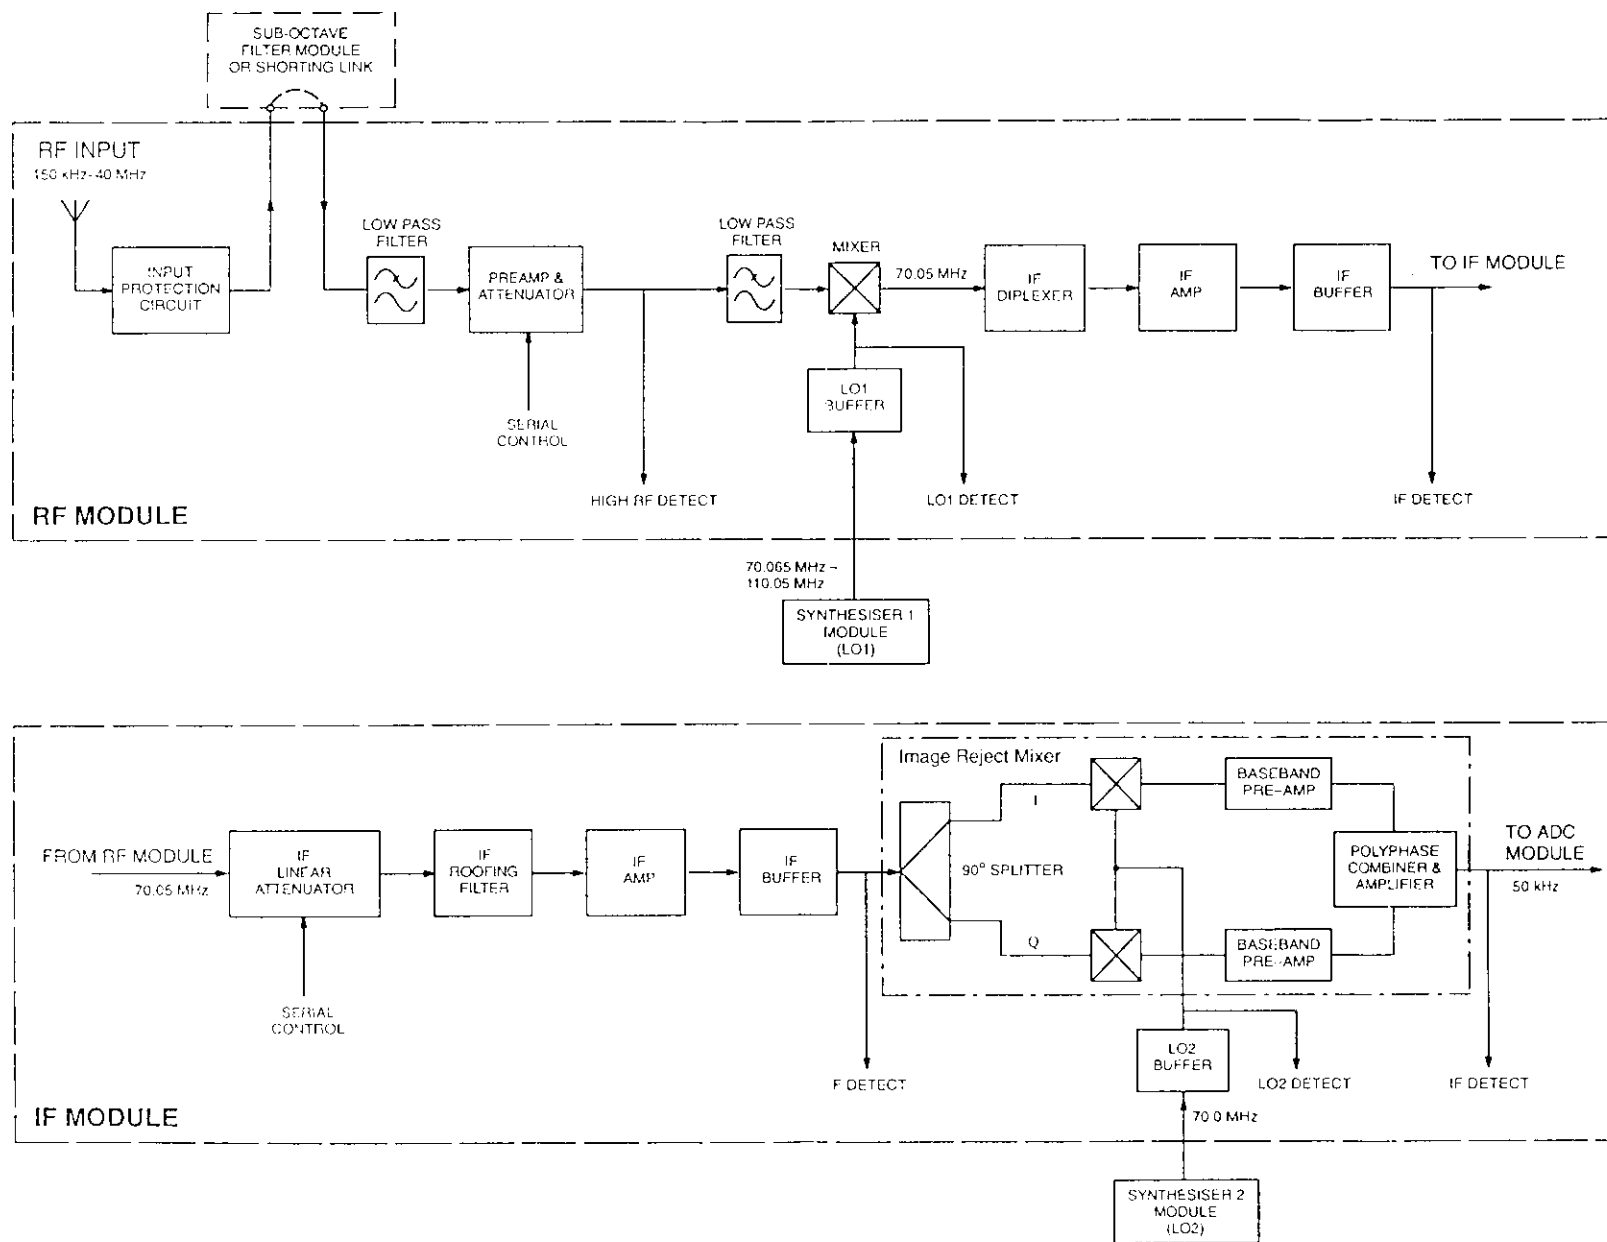 SUB-OCTAVE
FILTER MODULE
OR SHORTING LINK
RF INPUT
150 kHz-40 MHz
INPUT
PROTECTION
CIRCUIT
LOW PASS
FILTER
PREAMP &
ATTENUATOR
SERIAL
CONTROL
HIGH RF DETECT
LOW PASS
FILTER
MIXER
70.05 MHz
LO1
BUFFER
LO1 DETECT
IF
DIPLEXER
IF
AMP
IF
BUFFER
TO IF MODULE
IF DETECT
RF MODULE
70.065 MHz –
110.05 MHz
SYNTHESISER 1
MODULE
(LO1)
FROM RF MODULE
70.05 MHz
IF
LINEAR
ATTENUATOR
SERIAL
CONTROL
IF
ROOFING
FILTER
IF
AMP
IF
BUFFER
F DETECT
Image Reject Mixer
90° SPLITTER
I
Q
BASEBAND
PRE-AMP
BASEBAND
PRE-AMP
POLYPHASE
COMBINER &
AMPLIFIER
TO ADC
MODULE
50 kHz
LO2
BUFFER
LO2 DETECT
IF DETECT
70.0 MHz
IF MODULE
SYNTHESISER 2
MODULE
(LO2)